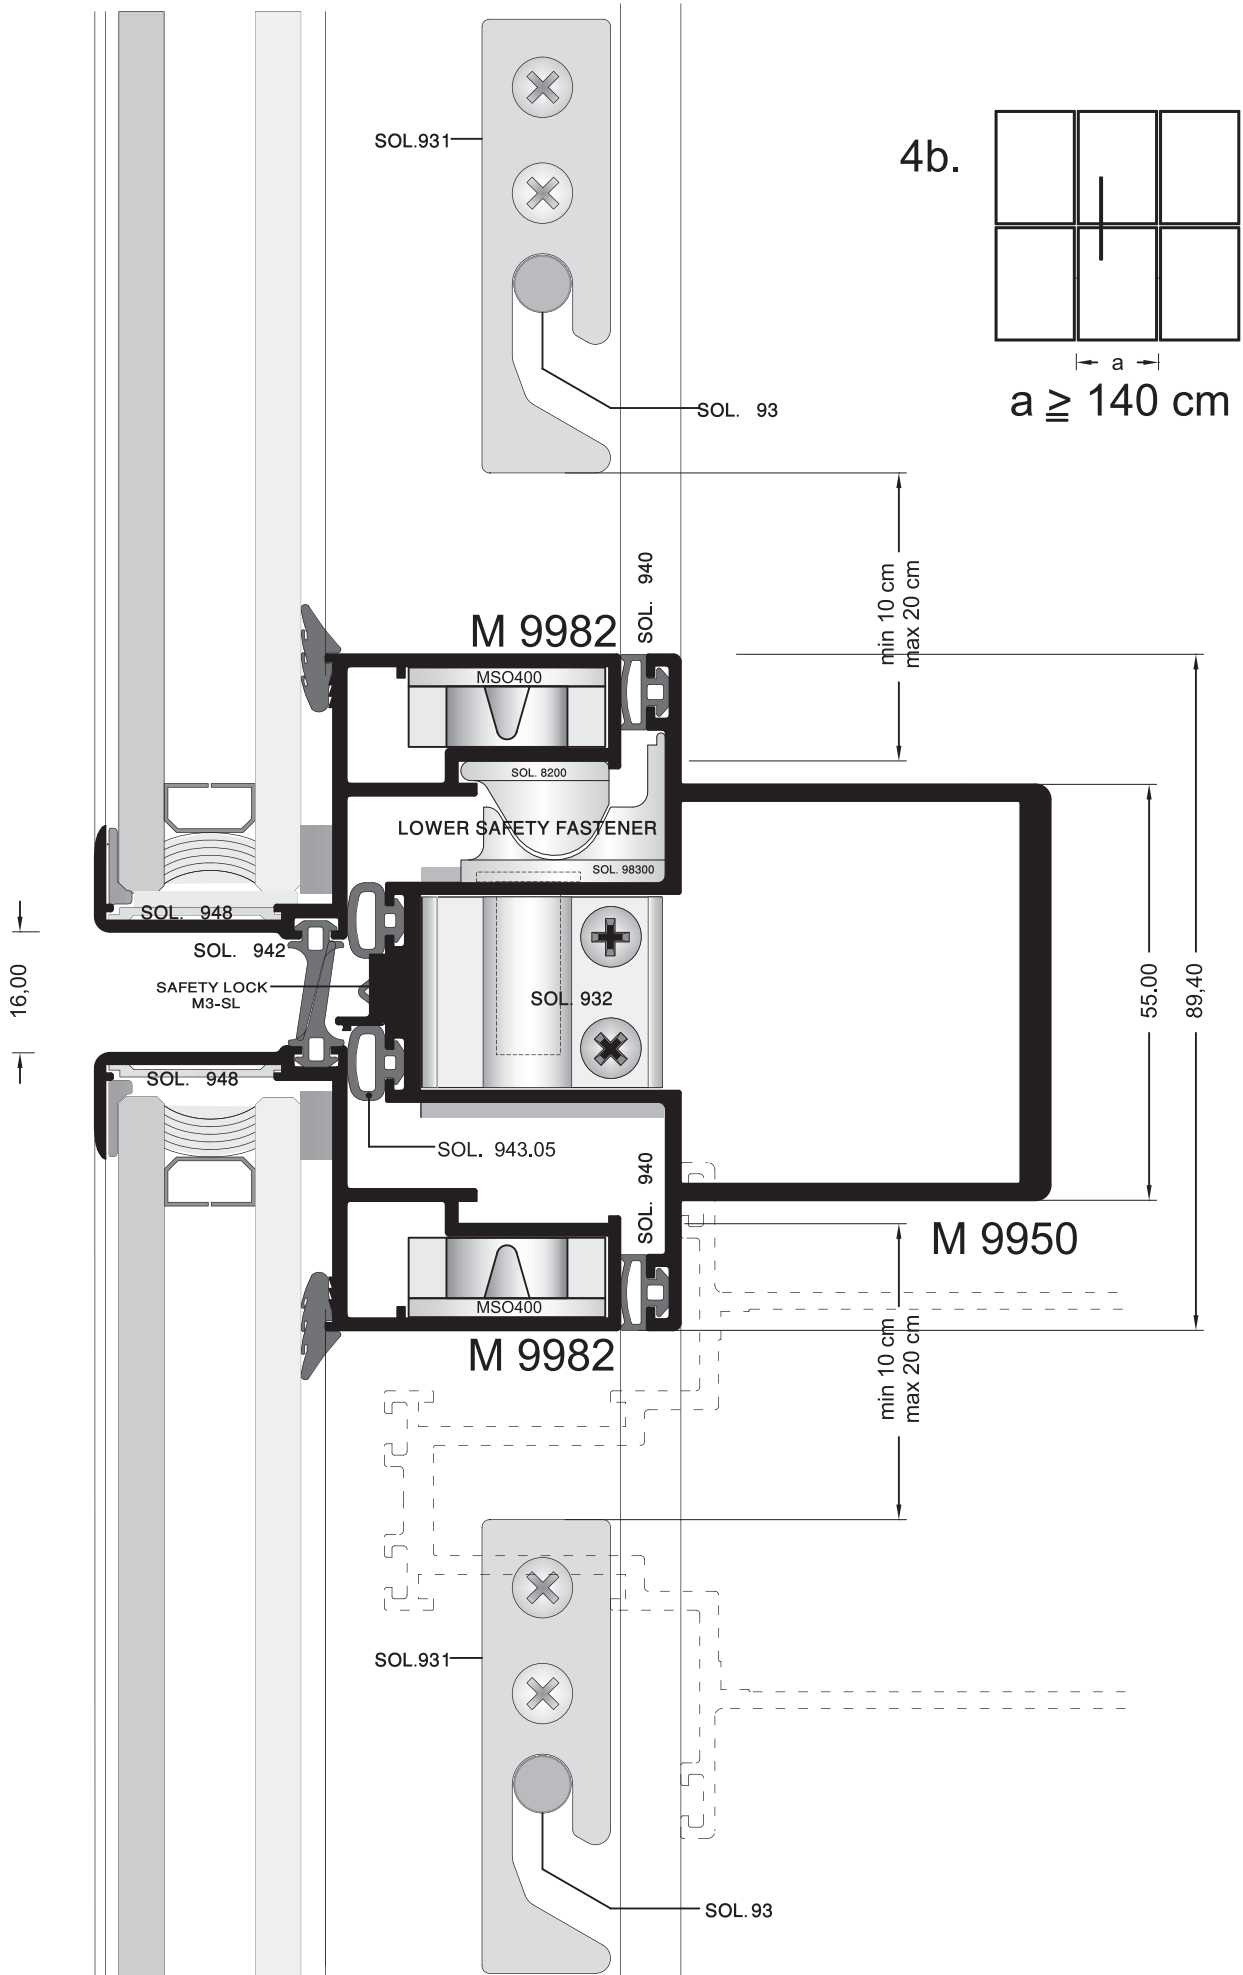 SOL.931
4b.
a
a ≧ 140 cm
SOL. 93
SOL. 940
min 10 cm
max 20 cm
M 9982
MSO400
SOL. 8200
LOWER SAFETY FASTENER
SOL. 98300
SOL. 948
SOL. 942
16,00
SAFETY LOCK
M3-SL
SOL. 932
55.00
89,40
SOL. 948
SOL. 943.05
SOL. 940
M 9950
MSO400
M 9982
min 10 cm
max 20 cm
SOL.931
SOL.93